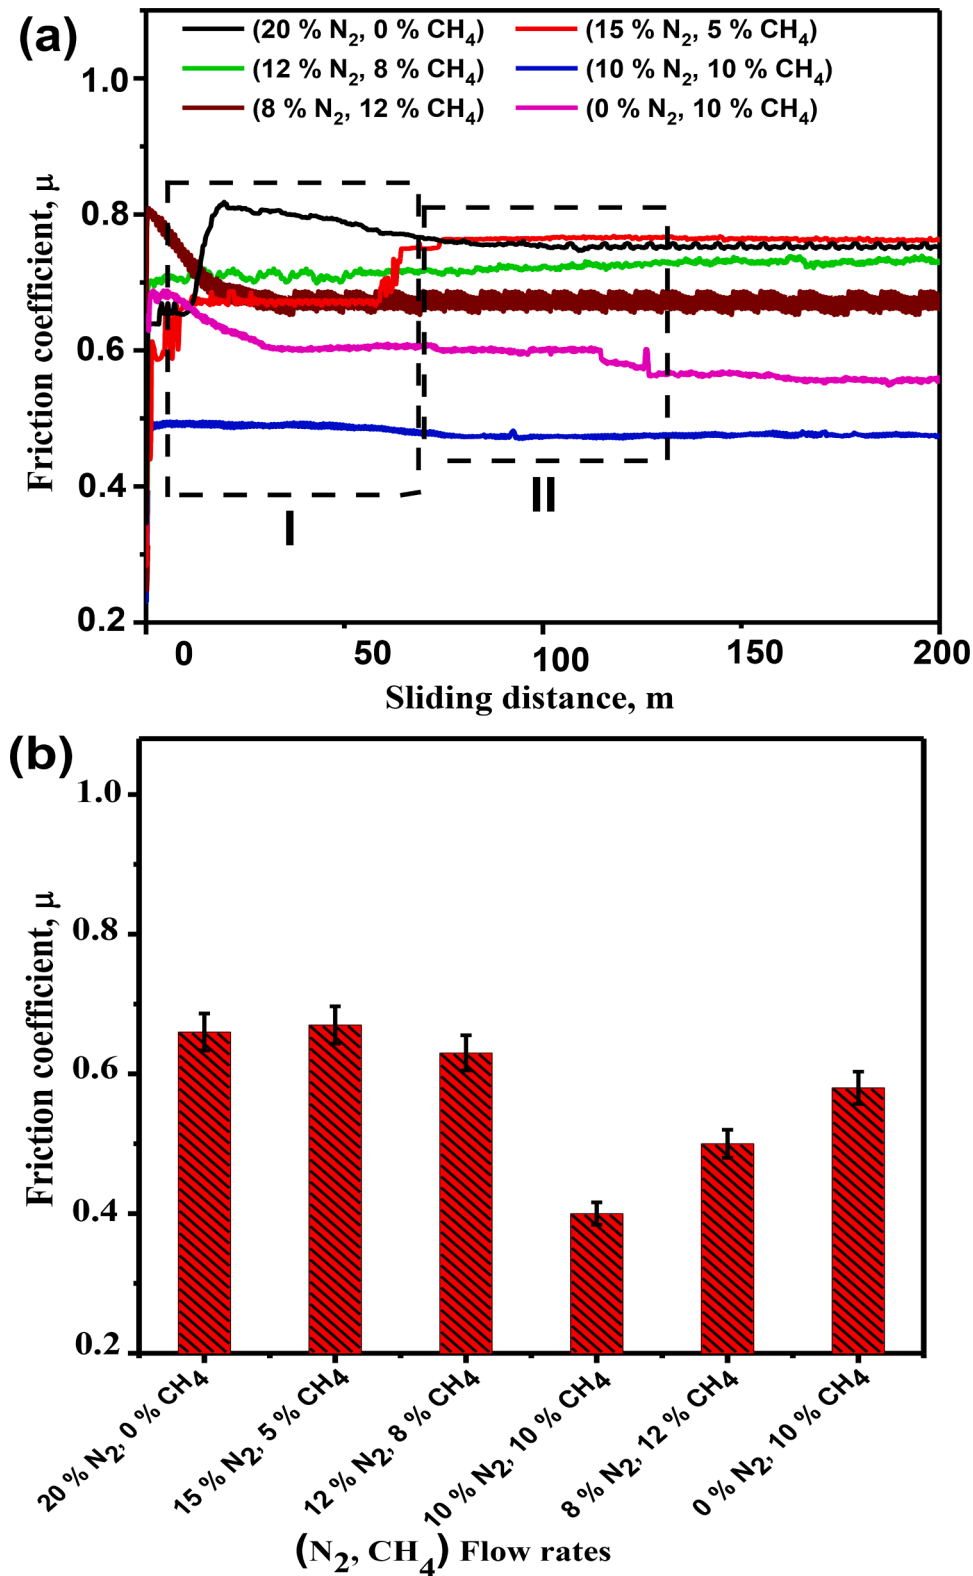 (a)
(20 % N₂, 0 % CH₄) (15 % N₂, 5 % CH₄)
(12 % N₂, 8 % CH₄) (10 % N₂, 10 % CH₄)
(8 % N₂, 12 % CH₄) (0 % N₂, 10 % CH₄)
Friction coefficient, μ
1.0
0.8
0.6
0.4
0.2
I
II
0 50 100 150 200
Sliding distance, m
(b)
Friction coefficient, μ
1.0
0.8
0.6
0.4
0.2
20 % N₂, 0 % CH₄
15 % N₂, 5 % CH₄
12 % N₂, 8 % CH₄
10 % N₂, 10 % CH₄
8 % N₂, 12 % CH₄
0 % N₂, 10 % CH₄
(N₂, CH₄) Flow rates